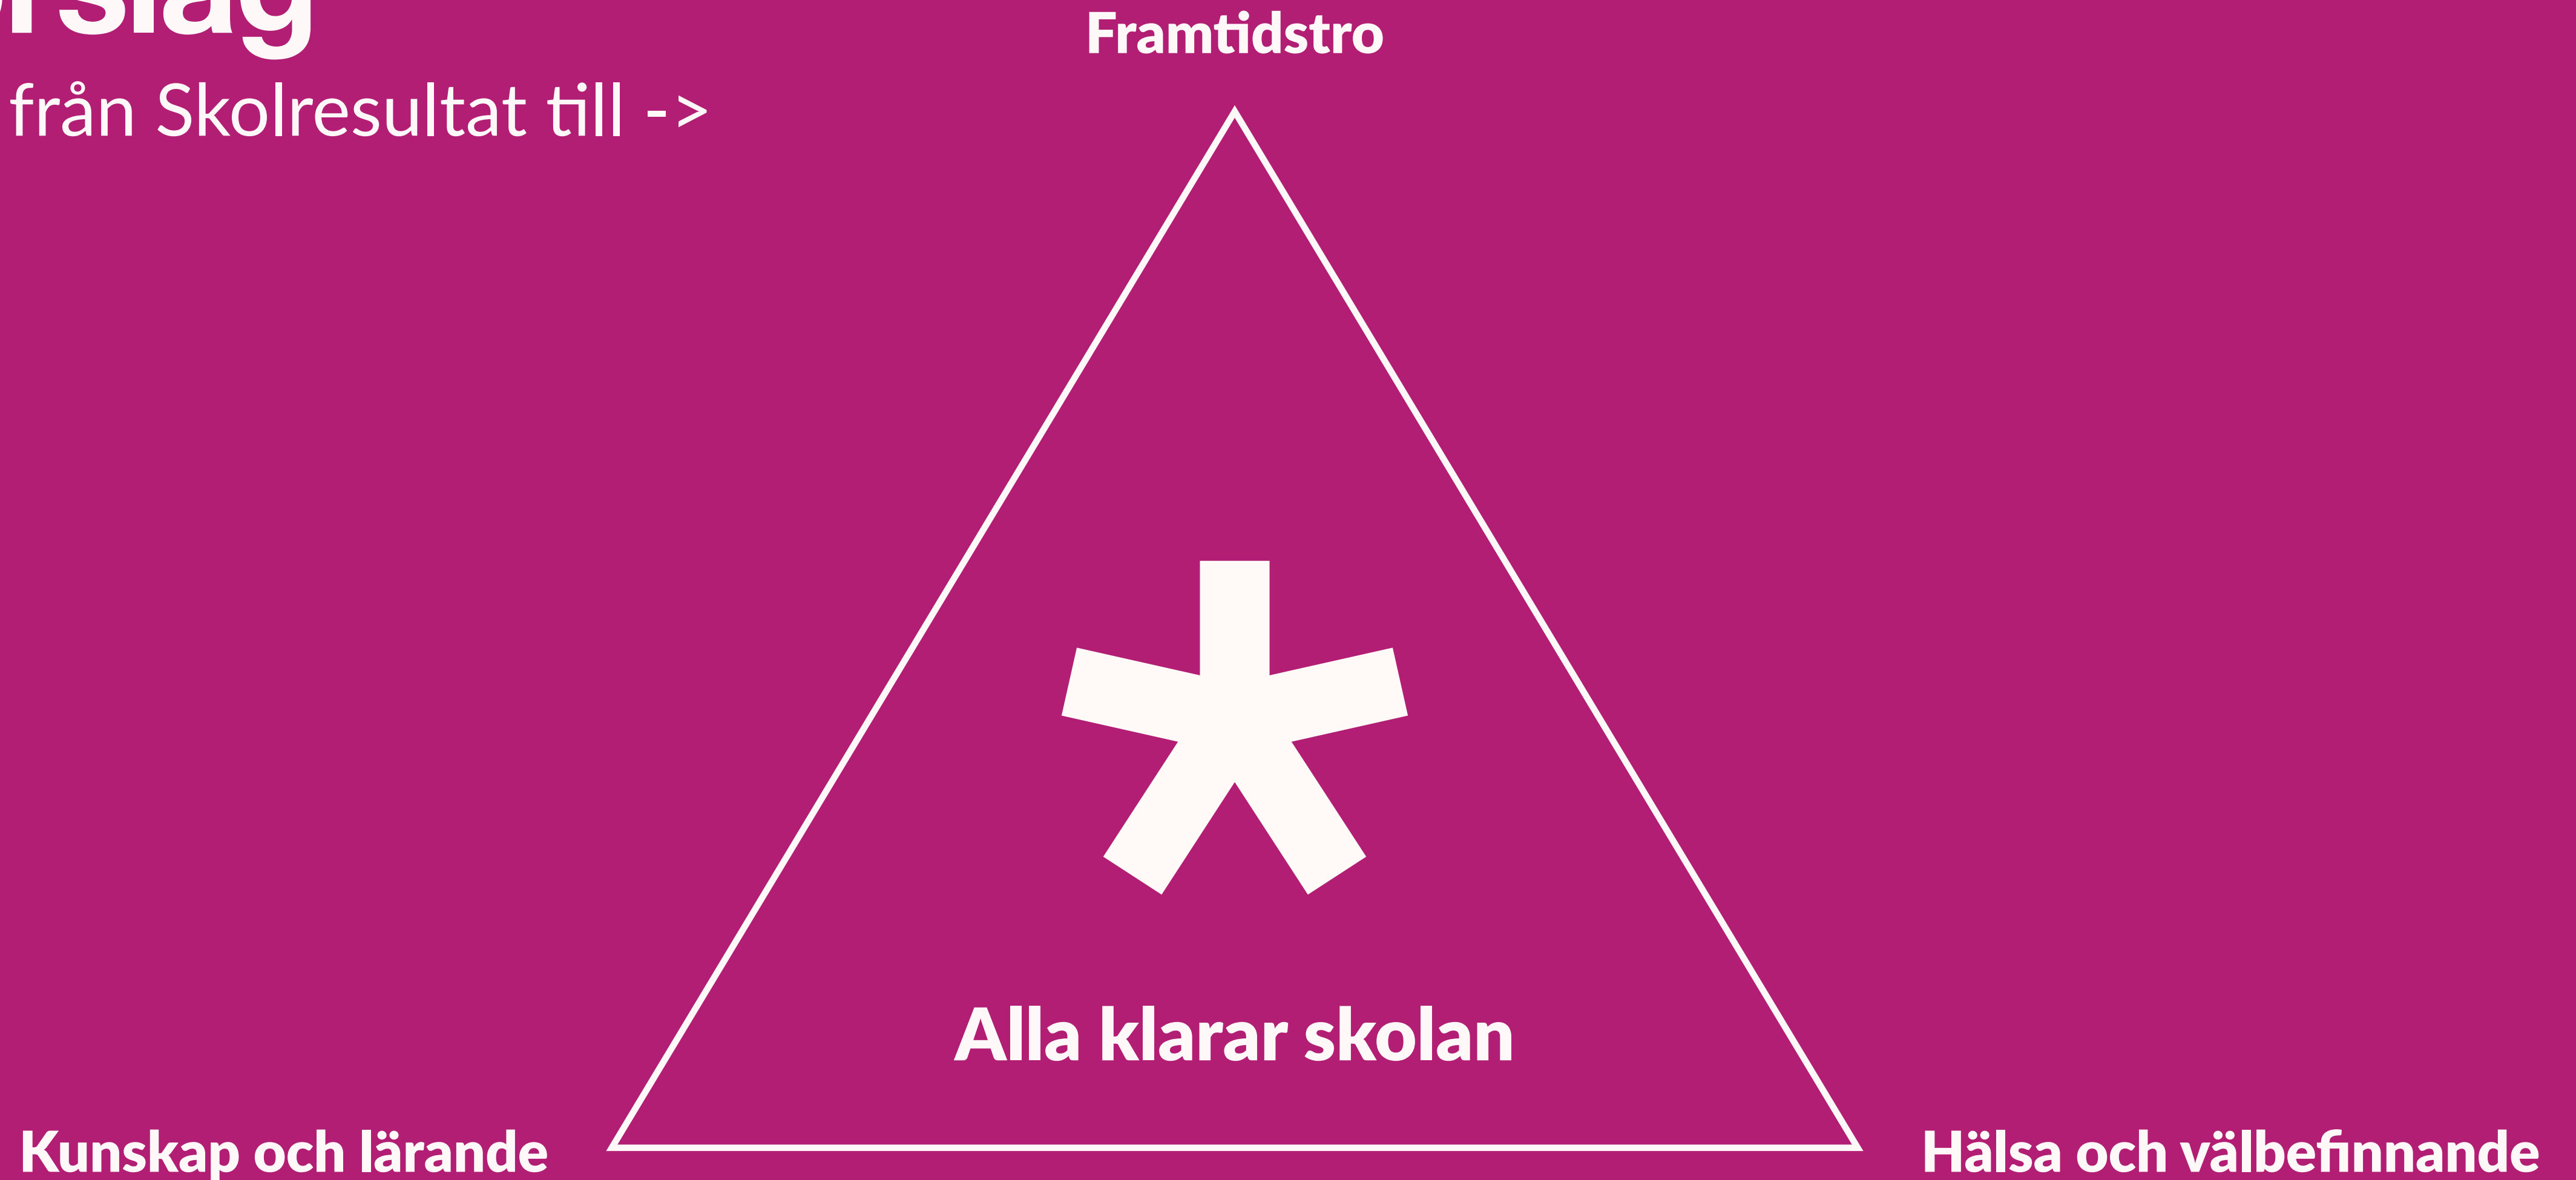 från Skolresultat till ->
Framtidstro
Alla klarar skolan
Kunskap och lärande
Hälsa och välbefinnande